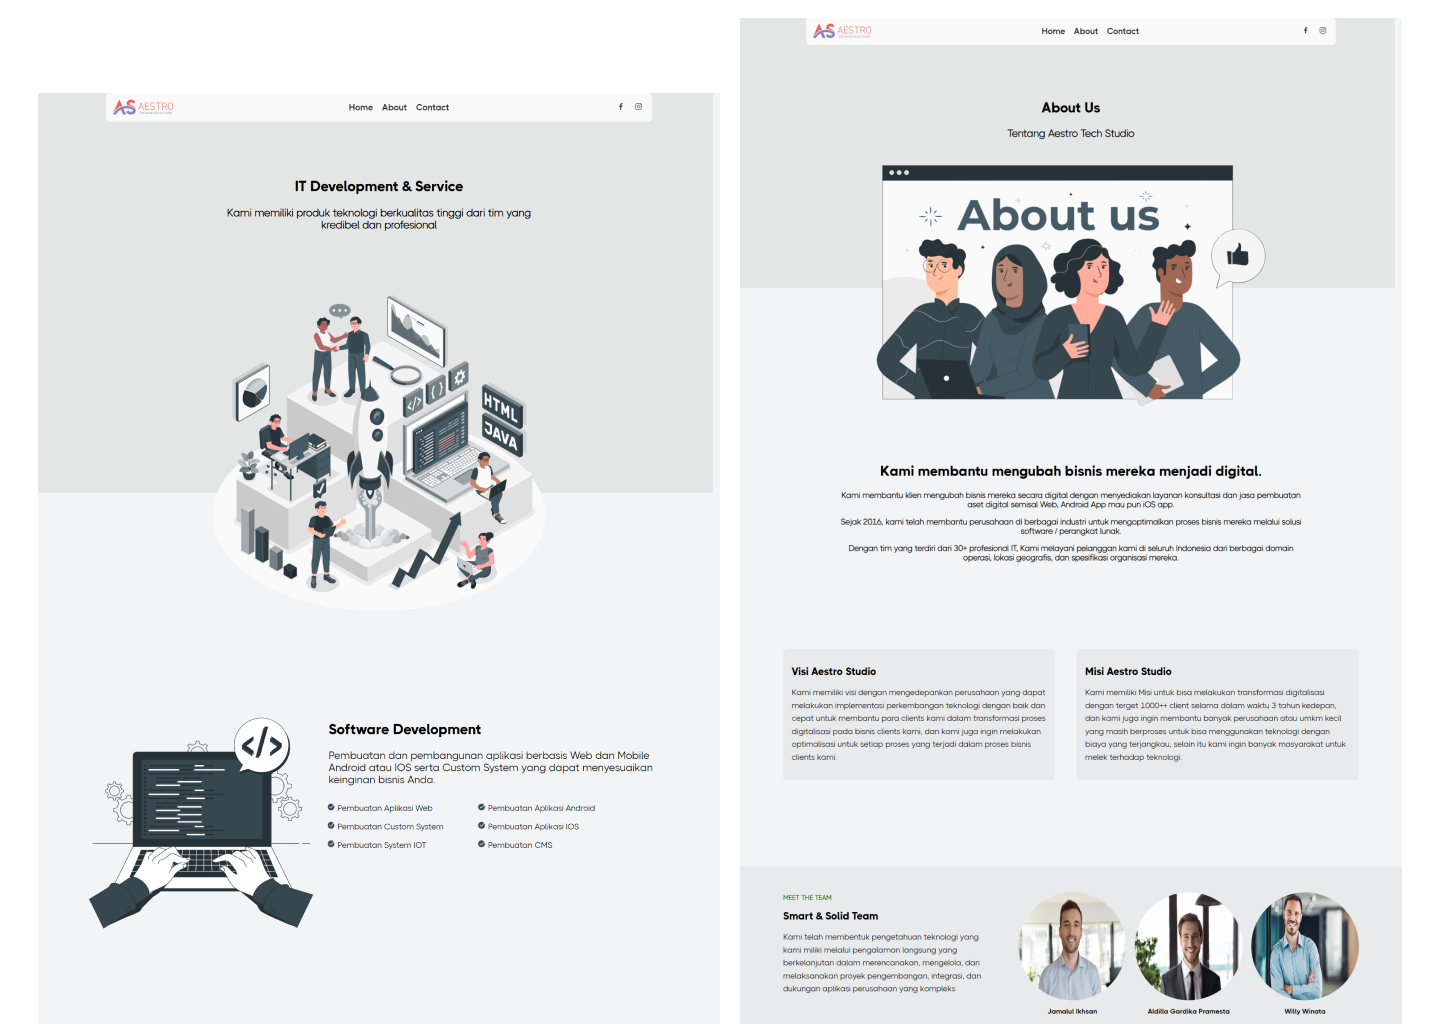 AS AESTRO
Home About Contact
IT Development & Service
Kami memiliki produk teknologi berkualitas tinggi dari tim yang
kredibel dan profesional
</>
{ }
HTML
JAVA
</>
Software Development
Pembuatan dan pembangunan aplikasi berbasis Web dan Mobile
Android atau IOS serta Custom System yang dapat menyesuaikan
keinginan bisnis Anda.
Pembuatan Aplikasi Web
Pembuatan Aplikasi Android
Pembuatan Custom System
Pembuatan Aplikasi IOS
Pembuatan System IOT
Pembuatan CMS
AS AESTRO
Home About Contact
About Us
Tentang Aestro Tech Studio
About us
Kami membantu mengubah bisnis mereka menjadi digital.
Kami membantu klien mengubah bisnis mereka secara digital dengan menyediakan layanan konsultasi dan jasa pembuatan
aset digital semisal Web, Android App mau pun iOS app.
Sejak 2016, kami telah membantu perusahaan di berbagai industri untuk mengoptimalkan proses bisnis mereka melalui solusi
software / perangkat lunak.
Dengan tim yang terdiri dari 30+ profesional IT, Kami melayani pelanggan kami di seluruh Indonesia dari berbagai domain
operasi, lokasi geografis, dan spesifikasi organisasi mereka.
Visi Aestro Studio
Kami memiliki visi dengan mengedepankan perusahaan yang dapat
melakukan implementasi perkembangan teknologi dengan baik dan
cepat untuk membantu para clients kami dalam transformasi proses
digitalisasi pada bisnis clients kami, dan kami juga ingin melakukan
optimalisasi untuk setiap proses yang terjadi dalam proses bisnis
clients kami.
Misi Aestro Studio
Kami memiliki Misi untuk bisa melakukan transformasi digitalisasi
dengan terget 1000++ client selama dalam waktu 3 tahun kedepan,
dan kami juga ingin membantu banyak perusahaan atau umkm kecil
yang masih berproses untuk bisa menggunakan teknologi dengan
biaya yang terjangkau, selain itu kami ingin banyak masyarakat untuk
melek terhadap teknologi.
MEET THE TEAM
Smart & Solid Team
Kami telah membentuk pengetahuan teknologi yang
kami miliki melalui pengalaman langsung yang
berkelanjutan dalam merencanakan, mengelola, dan
melaksanakan proyek pengembangan, integrasi, dan
dukungan aplikasi perusahaan yang kompleks
Jamalul Ikhsan
Aldilla Gardika Pramesta
Willy Winata